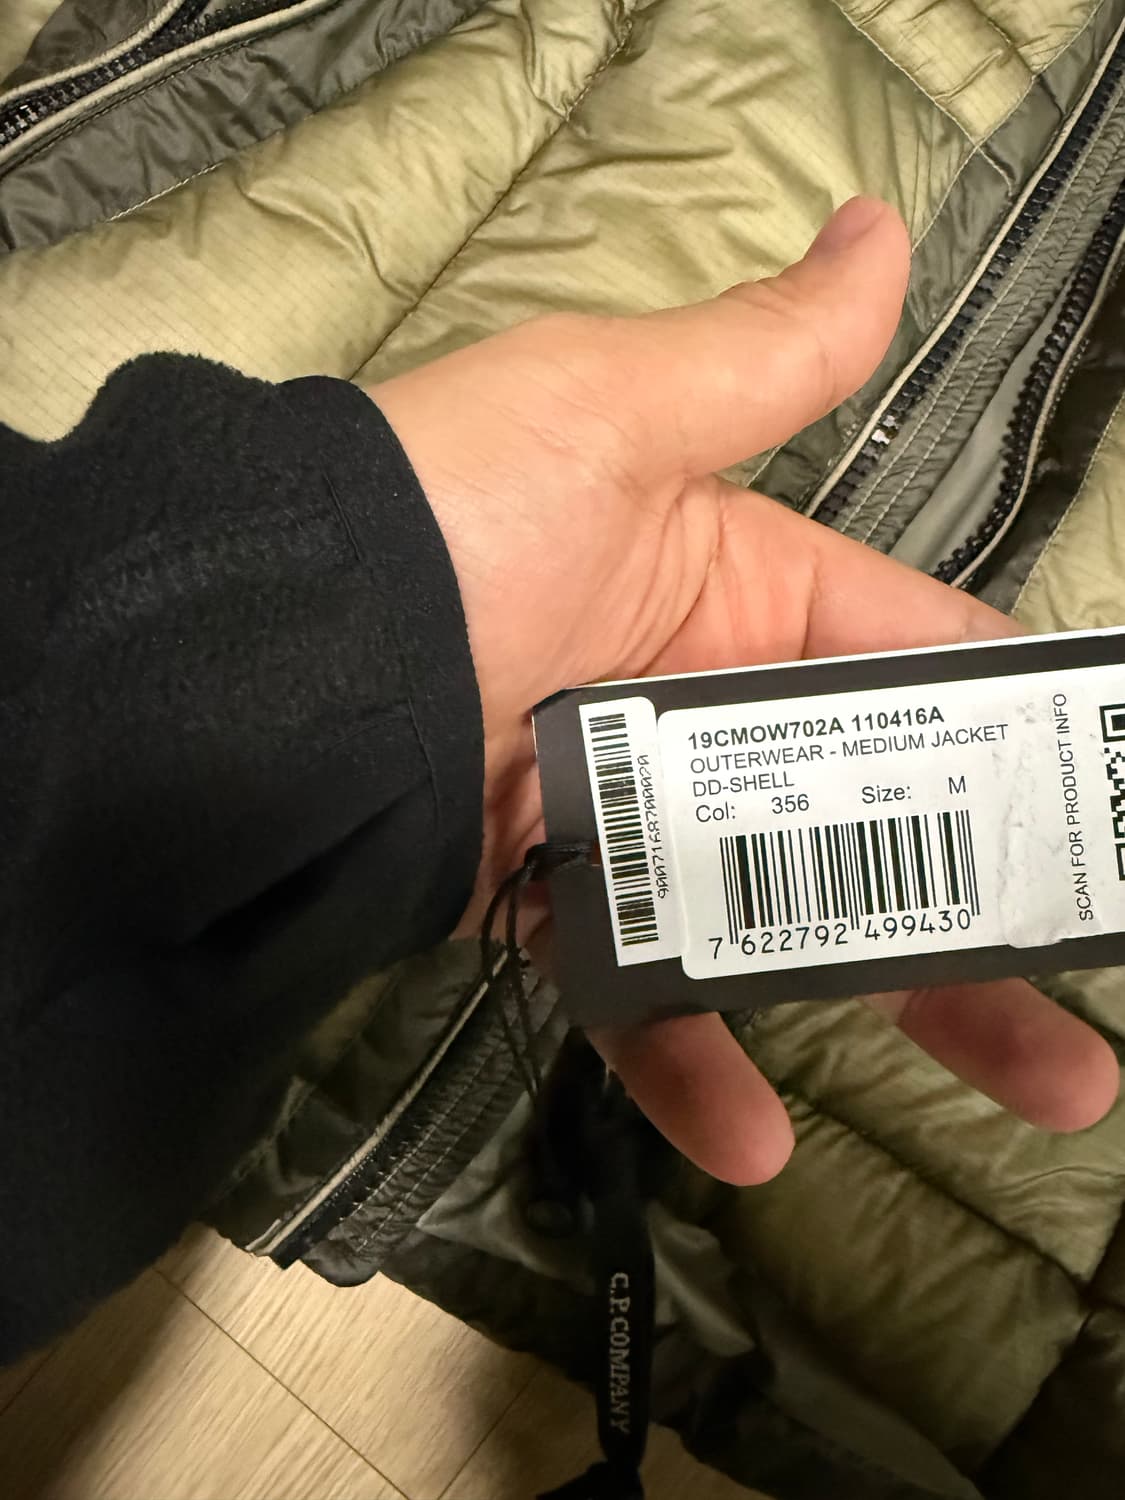 19CMOW702A 110416A
OUTERWEAR - MEDIUM JACKET
DD-SHELL
Col: 356 Size: M
7 622792 499430
SCAN FOR PRODUCT INFO
C.P.COMPANY